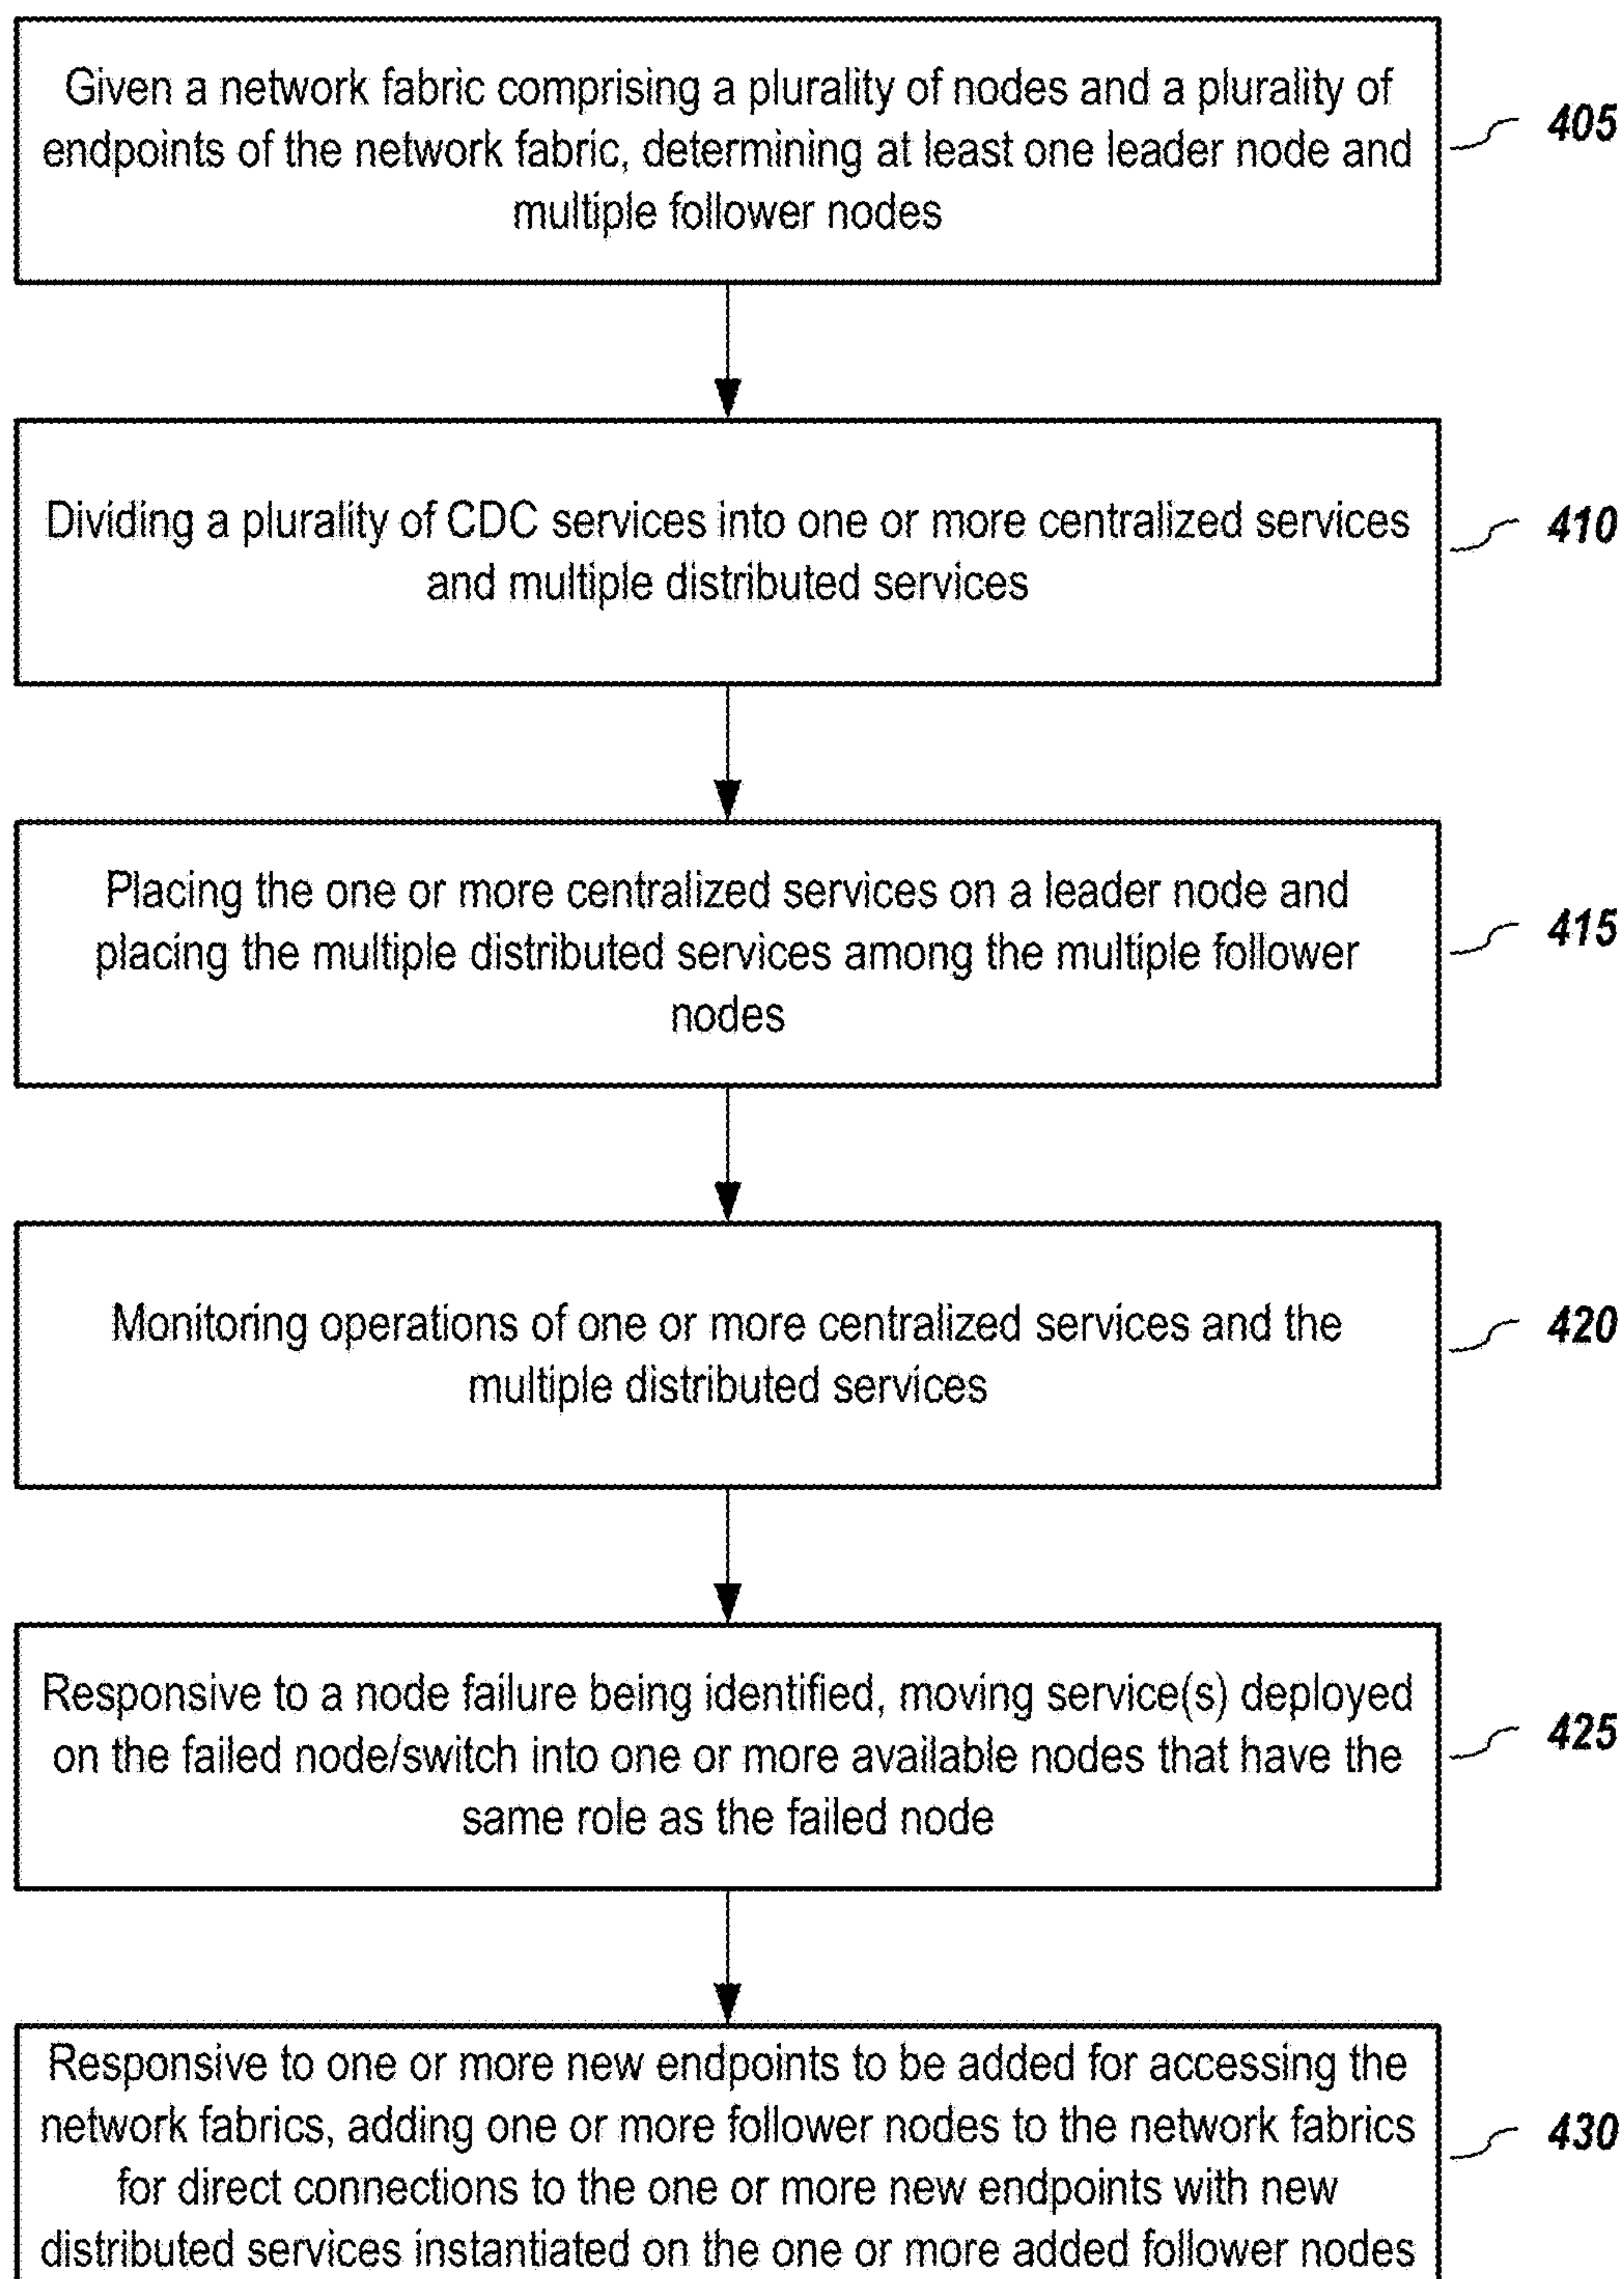 Given a network fabric comprising a plurality of nodes and a plurality of
endpoints of the network fabric, determining at least one leader node and
multiple follower nodes
405
Dividing a plurality of CDC services into one or more centralized services
and multiple distributed services
410
Placing the one or more centralized services on a leader node and
placing the multiple distributed services among the multiple follower
nodes
415
Monitoring operations of one or more centralized services and the
multiple distributed services
420
Responsive to a node failure being identified, moving service(s) deployed
on the failed node/switch into one or more available nodes that have the
same role as the failed node
425
Responsive to one or more new endpoints to be added for accessing the
network fabrics, adding one or more follower nodes to the network fabrics
for direct connections to the one or more new endpoints with new
distributed services instantiated on the one or more added follower nodes
430